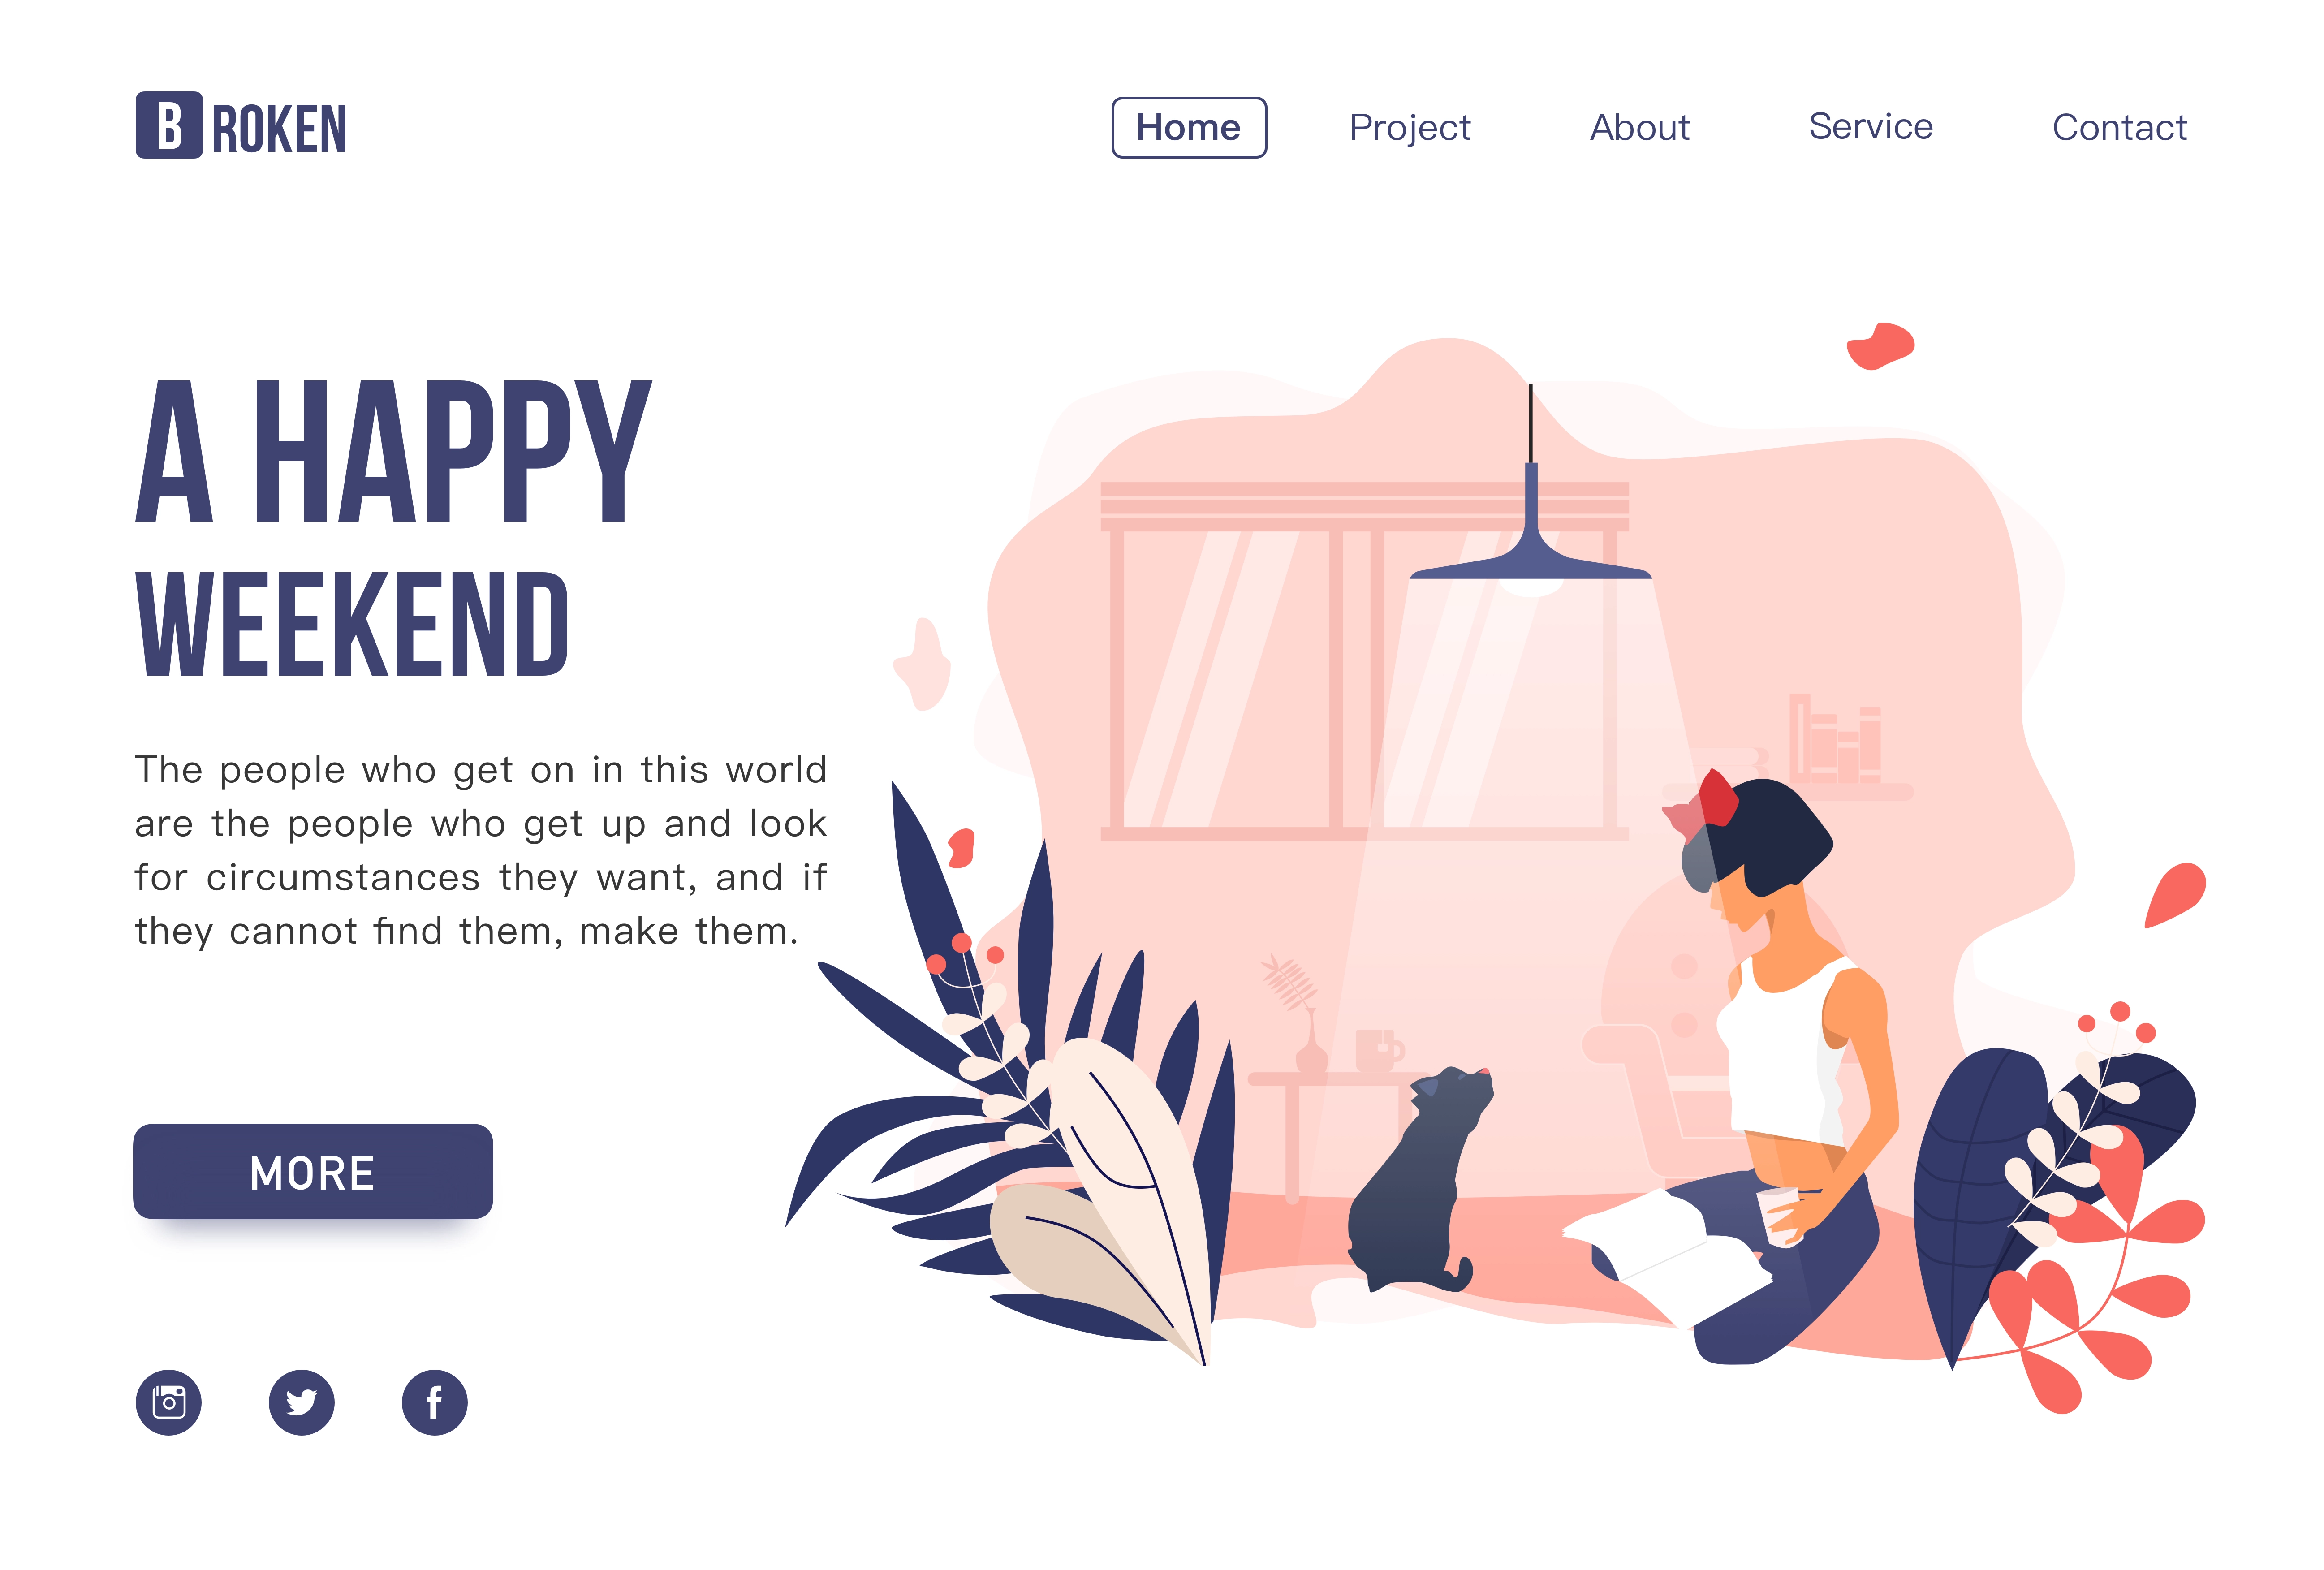 BROKEN
Home Project About Service Contact
A HAPPY
WEEKEND
The people who get on in this world
are the people who get up and look
for circumstances they want, and if
they cannot find them, make them.
MORE